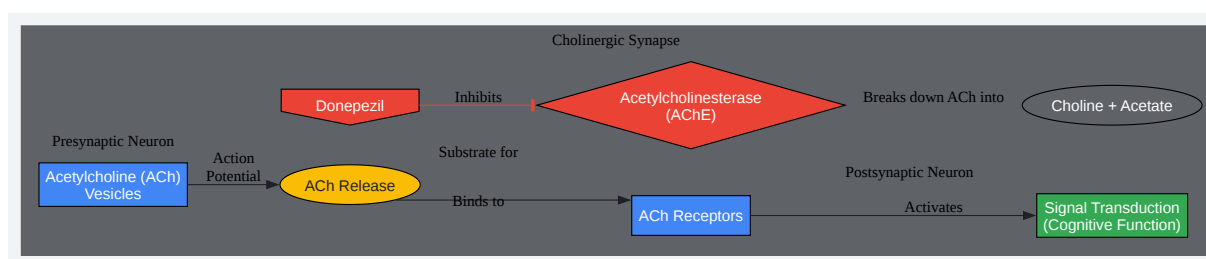 Cholinergic Synapse
Donepezil
Inhibits
Acetylcholinesterase
(AChE)
Breaks down ACh into
Choline + Acetate
Presynaptic Neuron
Acetylcholine (ACh)
Vesicles
Action
Potential
ACh Release
Substrate for
Binds to
ACh Receptors
Postsynaptic Neuron
Activates
Signal Transduction
(Cognitive Function)